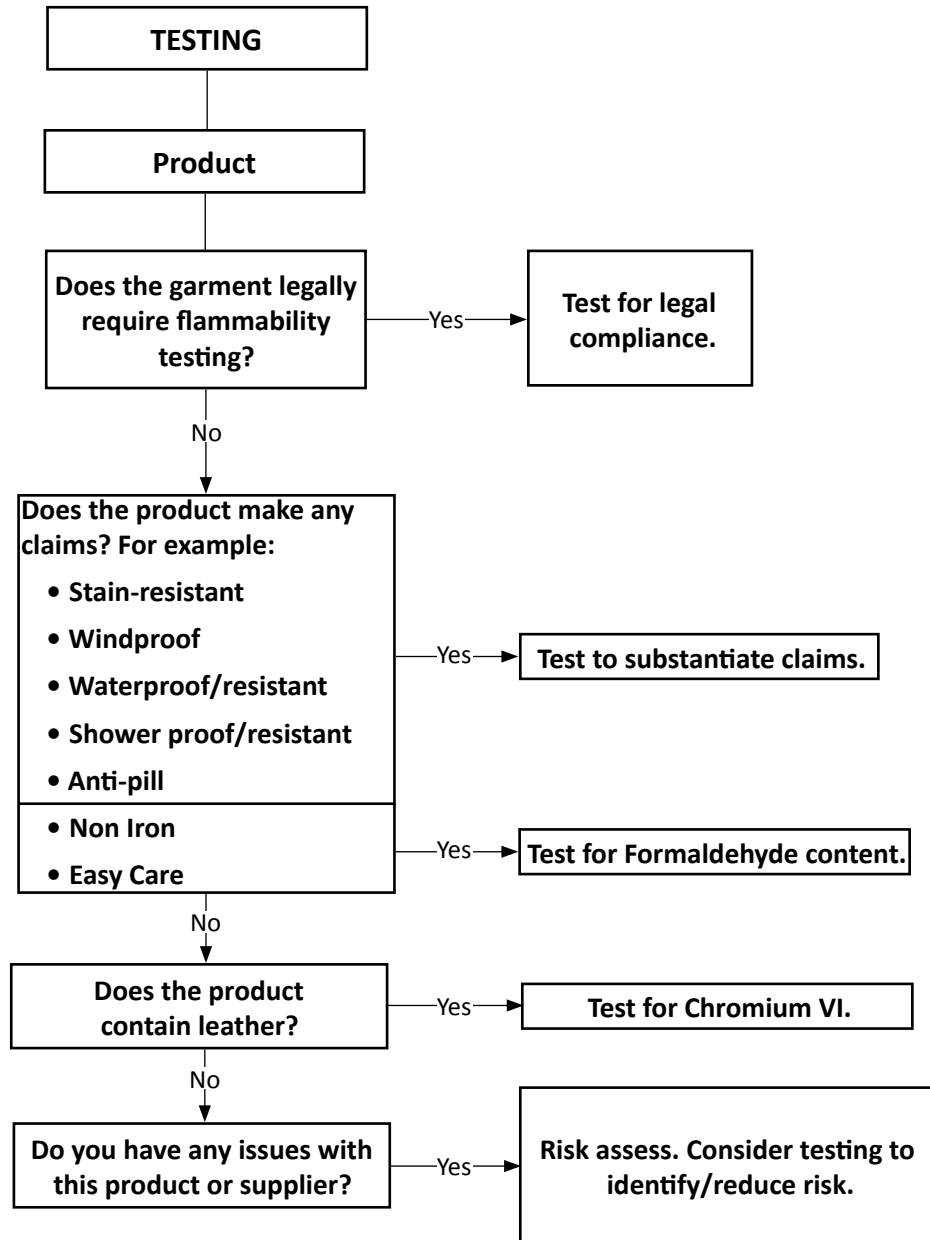 TESTING
Product
Does the garment legally
require flammability
testing?
Yes
Test for legal
compliance.
No
Does the product make any
claims? For example:
• Stain-resistant
• Windproof
• Waterproof/resistant
• Shower proof/resistant
• Anti-pill
Yes
Test to substantiate claims.
• Non Iron
• Easy Care
Yes
Test for Formaldehyde content.
No
Does the product
contain leather?
Yes
Test for Chromium VI.
No
Do you have any issues with
this product or supplier?
Yes
Risk assess. Consider testing to
identify/reduce risk.